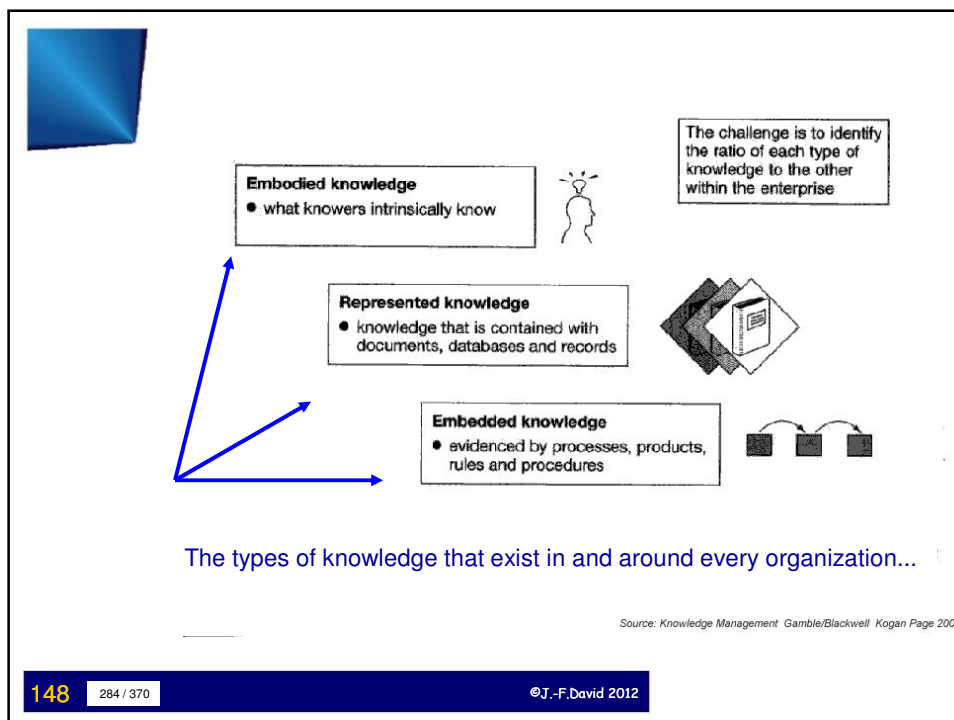 The challenge is to identify
the ratio of each type of
knowledge to the other
within the enterprise
Embodied knowledge
● what knowers intrinsically know
Represented knowledge
● knowledge that is contained with
documents, databases and records
Embedded knowledge
● evidenced by processes, products,
rules and procedures
The types of knowledge that exist in and around every organization...
Source: Knowledge Management Gamble/Blackwell Kogan Page 200
148 284 / 370 ©J.-F.David 2012